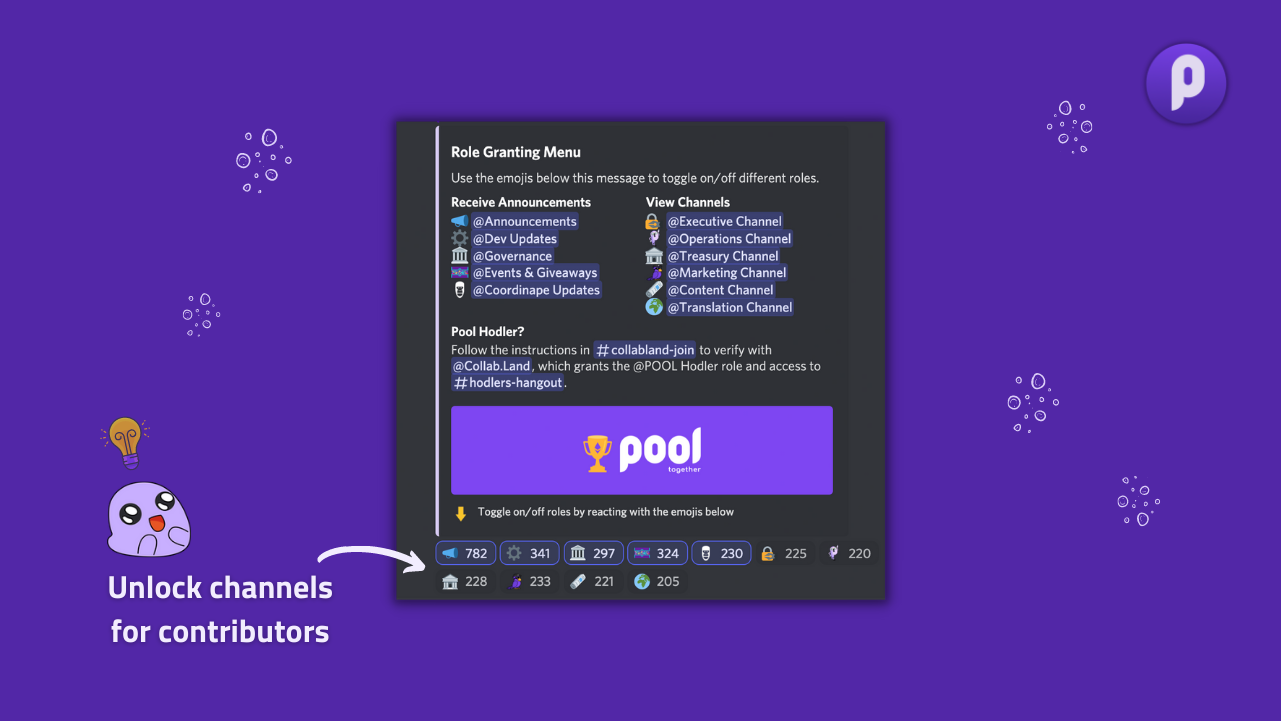 Role Granting Menu
Use the emojis below this message to toggle on/off different roles.
Receive Announcements
@Announcements
@Dev Updates
@Governance
@Events & Giveaways
@Coordinape Updates
View Channels
@Executive Channel
@Operations Channel
@Treasury Channel
@Marketing Channel
@Content Channel
@Translation Channel
Pool Hodler?
Follow the instructions in #collabland-join to verify with
@Collab.Land, which grants the @POOL Hodler role and access to
#hodlers-hangout.
pool
together
Toggle on/off roles by reacting with the emojis below
782 341 297 324 230 225 220
228 233 221 205
Unlock channels
for contributors
p